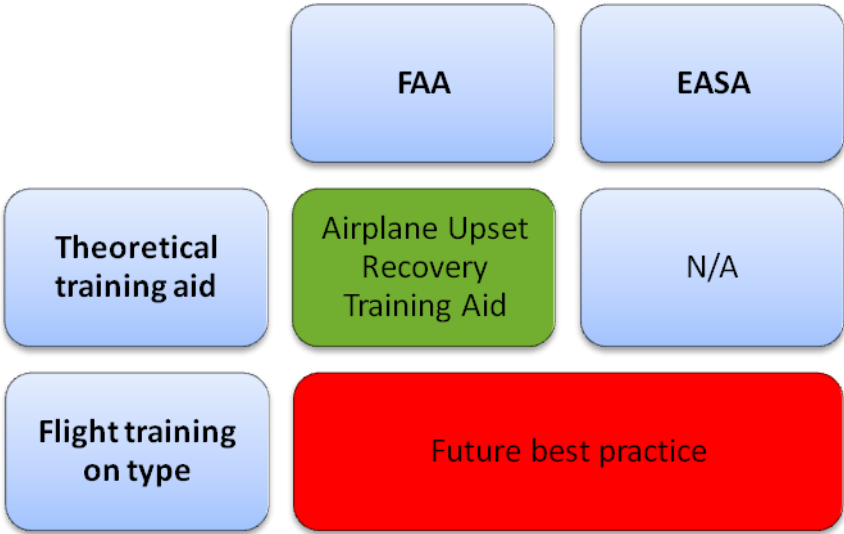 FAA
EASA
Theoretical
training aid
Airplane Upset
Recovery
Training Aid
N/A
Flight training
on type
Future best practice